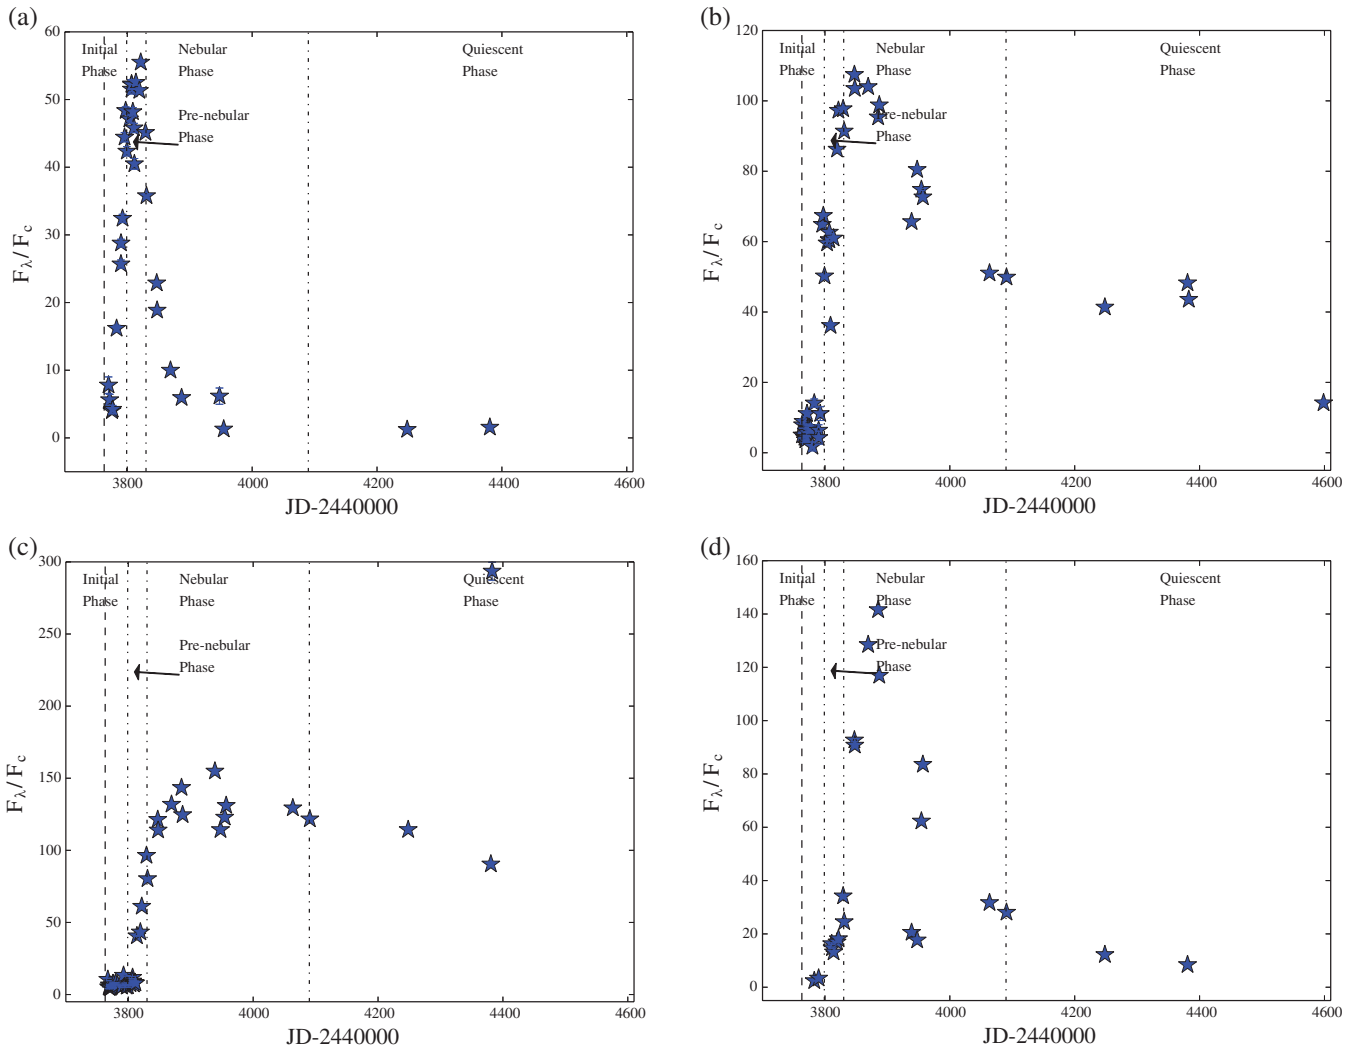 (a)
60
50
40
30
20
10
0
Initial Phase
Nebular Phase
Quiescent Phase
Pre-nebular Phase
Fλ/Fc
3800 4000 4200 4400 4600
JD-2440000
(b)
120
100
80
60
40
20
0
Initial Phase
Nebular Phase
Quiescent Phase
Pre-nebular Phase
Fλ/Fc
3800 4000 4200 4400 4600
JD-2440000
(c)
300
250
200
150
100
50
0
Initial Phase
Nebular Phase
Quiescent Phase
Pre-nebular Phase
Fλ/Fc
3800 4000 4200 4400 4600
JD-2440000
(d)
160
140
120
100
80
60
40
20
0
Initial Phase
Nebular Phase
Quiescent Phase
Pre-nebular Phase
Fλ/Fc
3800 4000 4200 4400 4600
JD-2440000